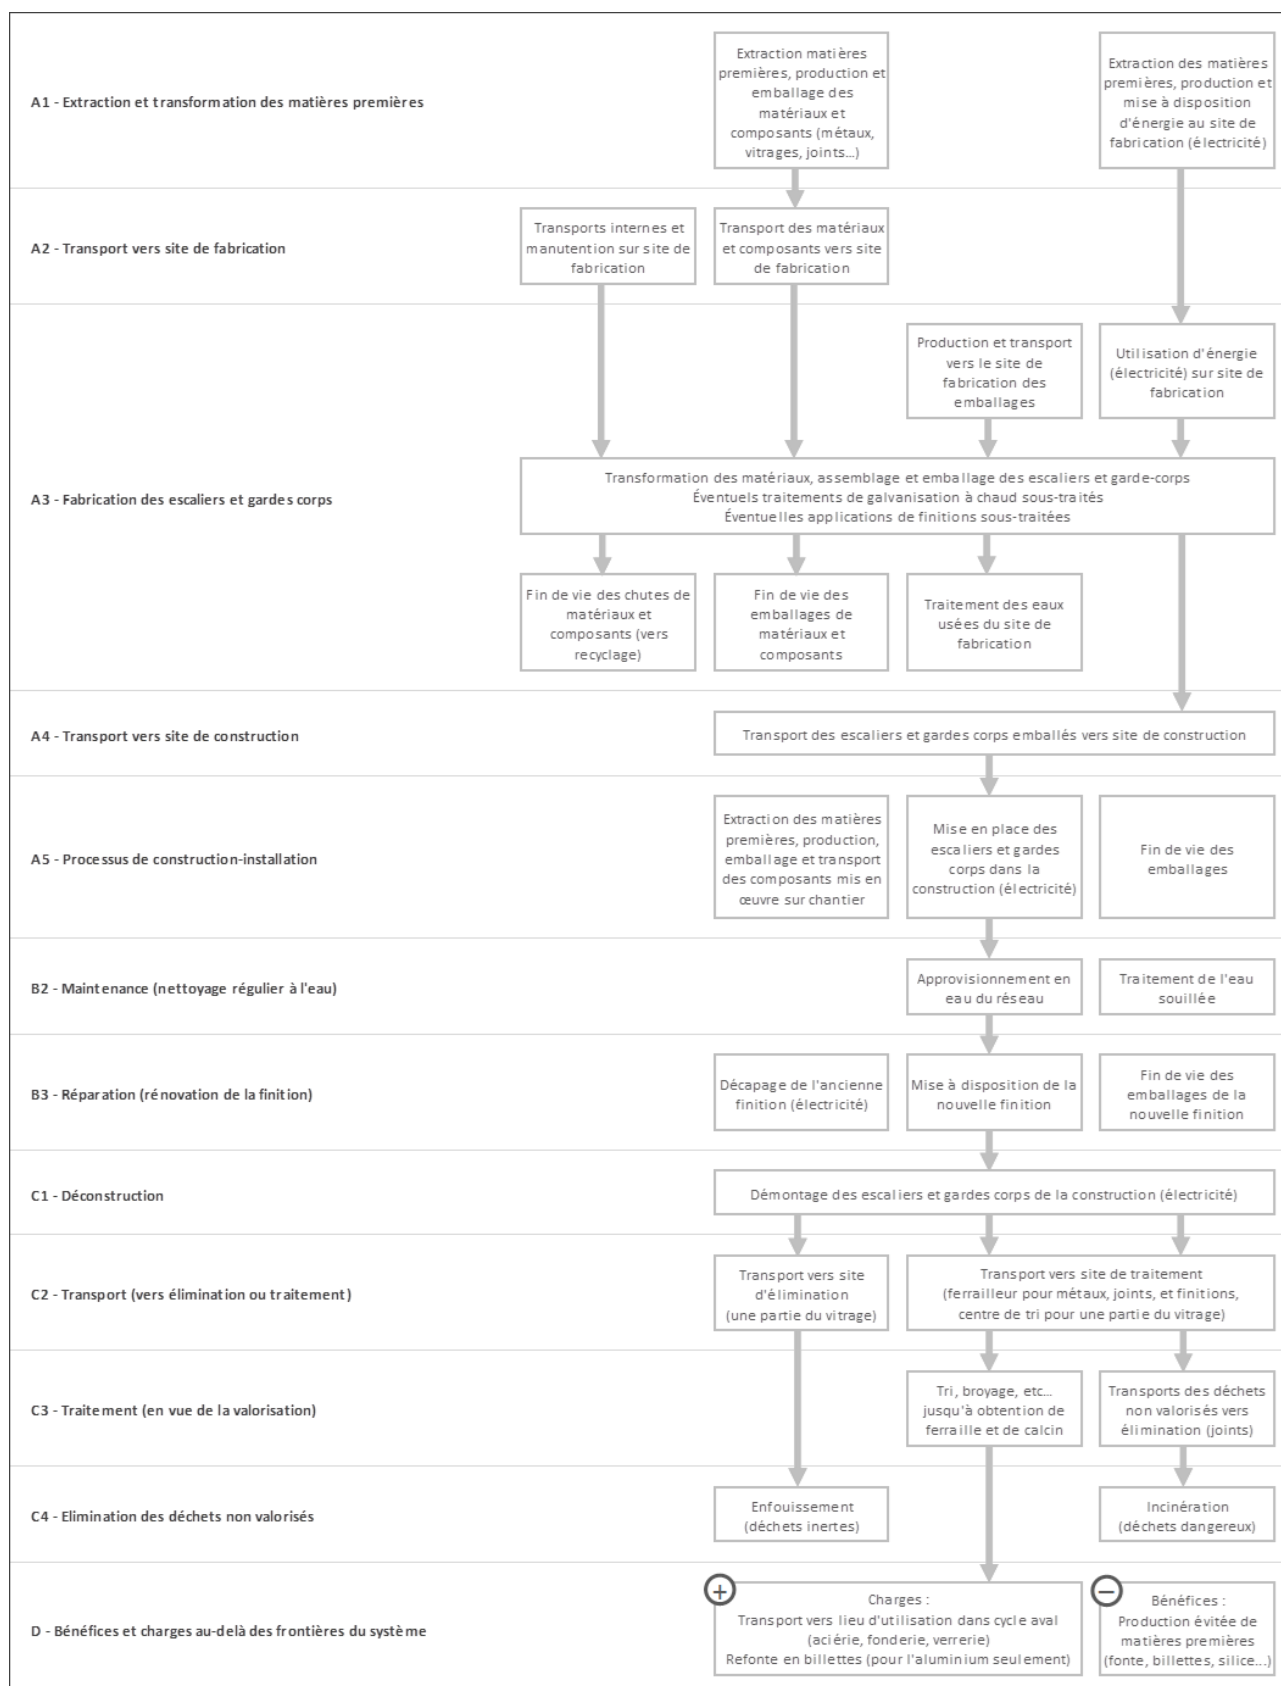 A1 - Extraction et transformation des matières premières
Extraction matières
premières, production et
emballage des
matériaux et
composants (métaux,
vitrages, joints...)
Extraction des matières
premières, production et
mise à disposition
d'énergie au site de
fabrication (électricité)
A2 - Transport vers site de fabrication
Transports internes et
manutention sur site de
fabrication
Transport des matériaux
et composants vers site
de fabrication
A3 - Fabrication des escaliers et gardes corps
Production et transport
vers le site de
fabrication des
emballages
Utilisation d'énergie
(électricité) sur site de
fabrication
Transformation des matériaux, assemblage et emballage des escaliers et garde-corps
Éventuels traitements de galvanisation à chaud sous-traités
Éventuelles applications de finitions sous-traitées
Fin de vie des chutes de
matériaux et
composants (vers
recyclage)
Fin de vie des
emballages de
matériaux et
composants
Traitement des eaux
usées du site de
fabrication
A4 - Transport vers site de construction
Transport des escaliers et gardes corps emballés vers site de construction
A5 - Processus de construction-installation
Extraction des matières
premières, production,
emballage et transport
des composants mis en
œuvre sur chantier
Mise en place des
escaliers et gardes
corps dans la
construction (électricité)
Fin de vie des
emballages
B2 - Maintenance (nettoyage régulier à l'eau)
Approvisionnement en
eau du réseau
Traitement de l'eau
souillée
B3 - Réparation (rénovation de la finition)
Décapage de l'ancienne
finition (électricité)
Mise à disposition de la
nouvelle finition
Fin de vie des
emballages de la
nouvelle finition
C1 - Déconstruction
Démontage des escaliers et gardes corps de la construction (électricité)
C2 - Transport (vers élimination ou traitement)
Transport vers site
d'élimination
(une partie du vitrage)
Transport vers site de traitement
(ferrailleur pour métaux, joints, et finitions,
centre de tri pour une partie du vitrage)
C3 - Traitement (en vue de la valorisation)
Tri, broyage, etc...
jusqu'à obtention de
ferraille et de calcin
Transports des déchets
non valorisés vers
élimination (joints)
C4 - Elimination des déchets non valorisés
Enfouissement
(déchets inertes)
Incinération
(déchets dangereux)
D - Bénéfices et charges au-delà des frontières du système
+
Charges :
Transport vers lieu d'utilisation dans cycle aval
(aciérie, fonderie, verrerie)
Refonte en billettes (pour l'aluminium seulement)
−
Bénéfices :
Production évitée de
matières premières
(fonte, billettes, silice...)